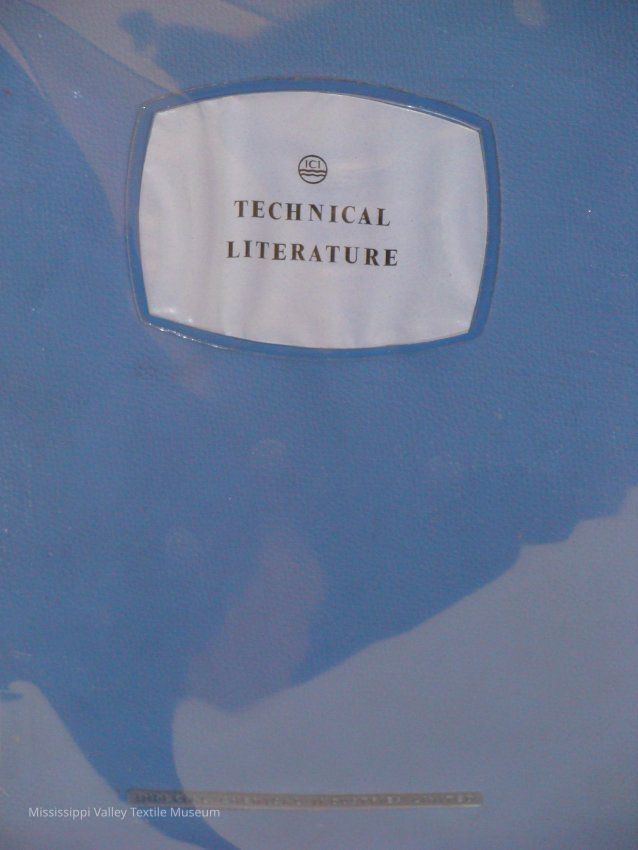 ICI
TECHNICAL
LITERATURE
Mississippi Valley Textile Museum